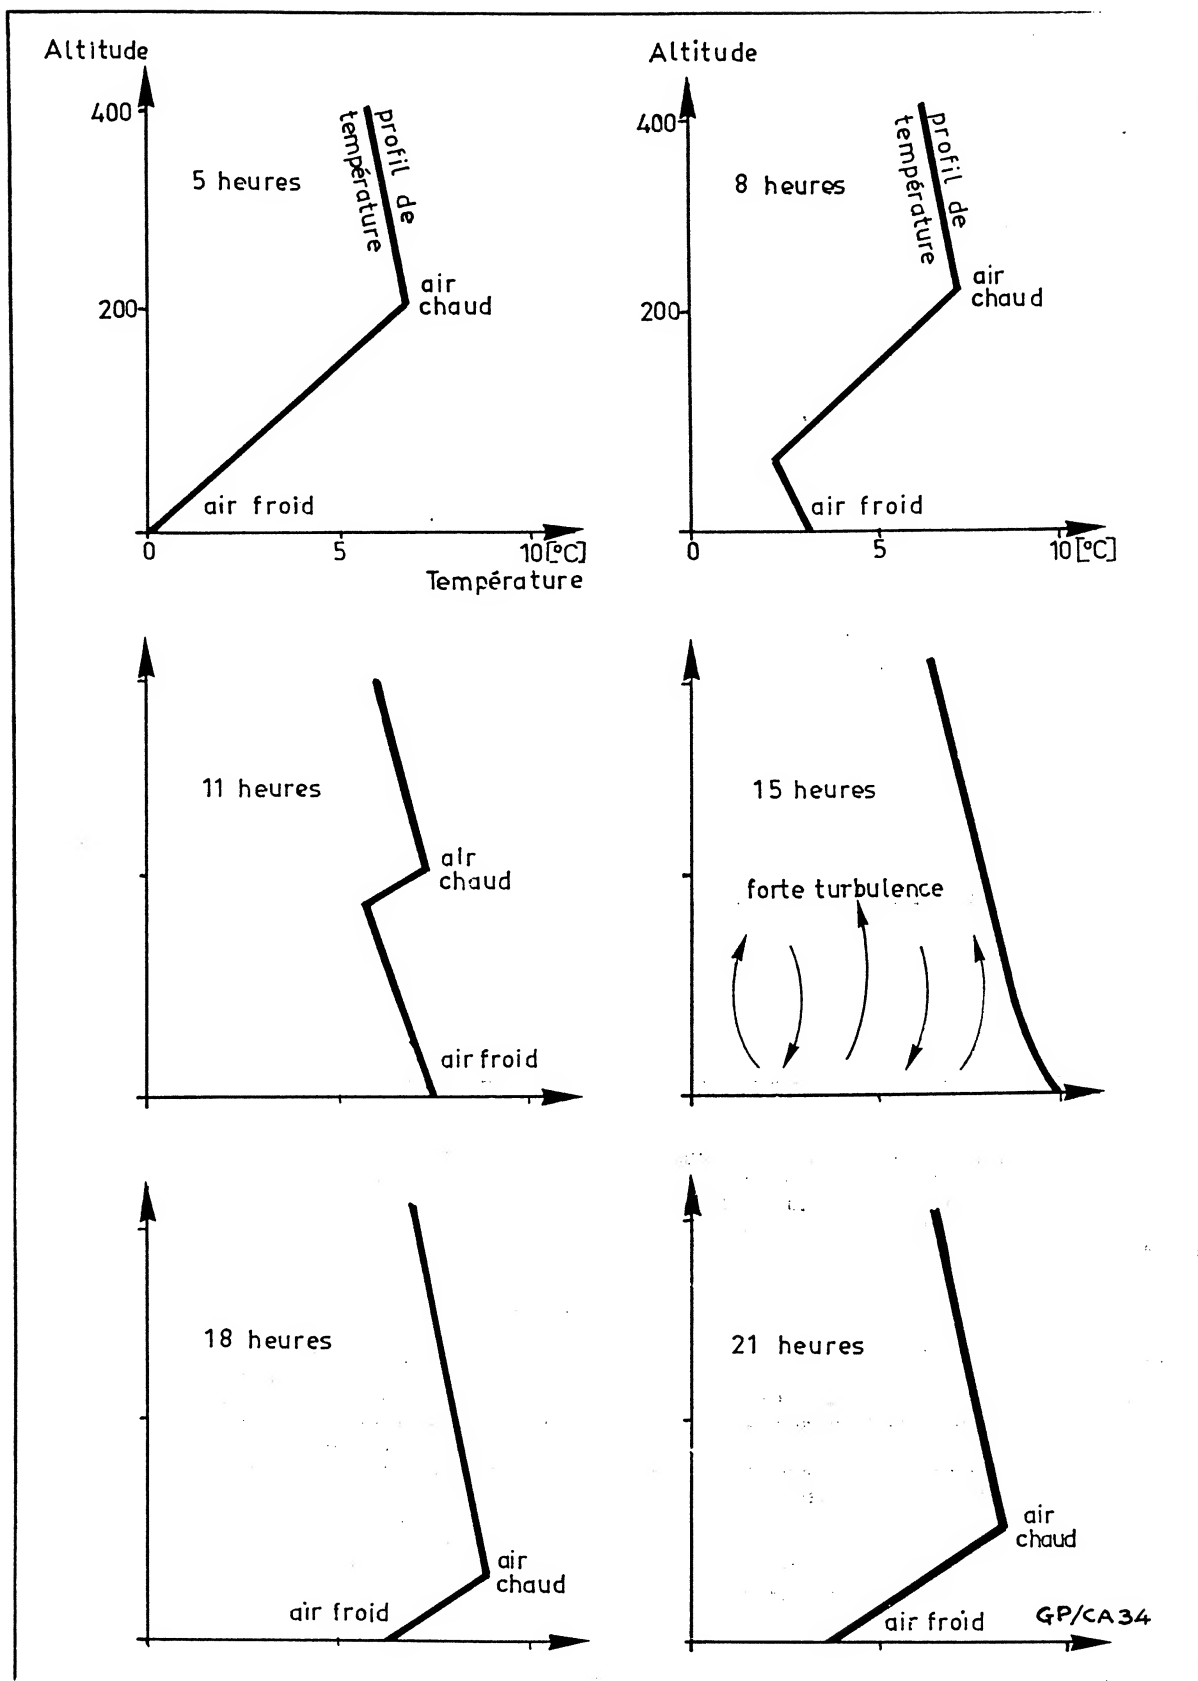 Altitude
400
5 heures
profil de
température
air
chaud
200
air froid
0
5
10[°C]
Température
Altitude
400
8 heures
profil de
température
air
chaud
200
air froid
0
5
10[°C]
11 heures
air
chaud
air froid
15 heures
forte turbulence
18 heures
air
chaud
air froid
21 heures
air
chaud
air froid
GP/CA34